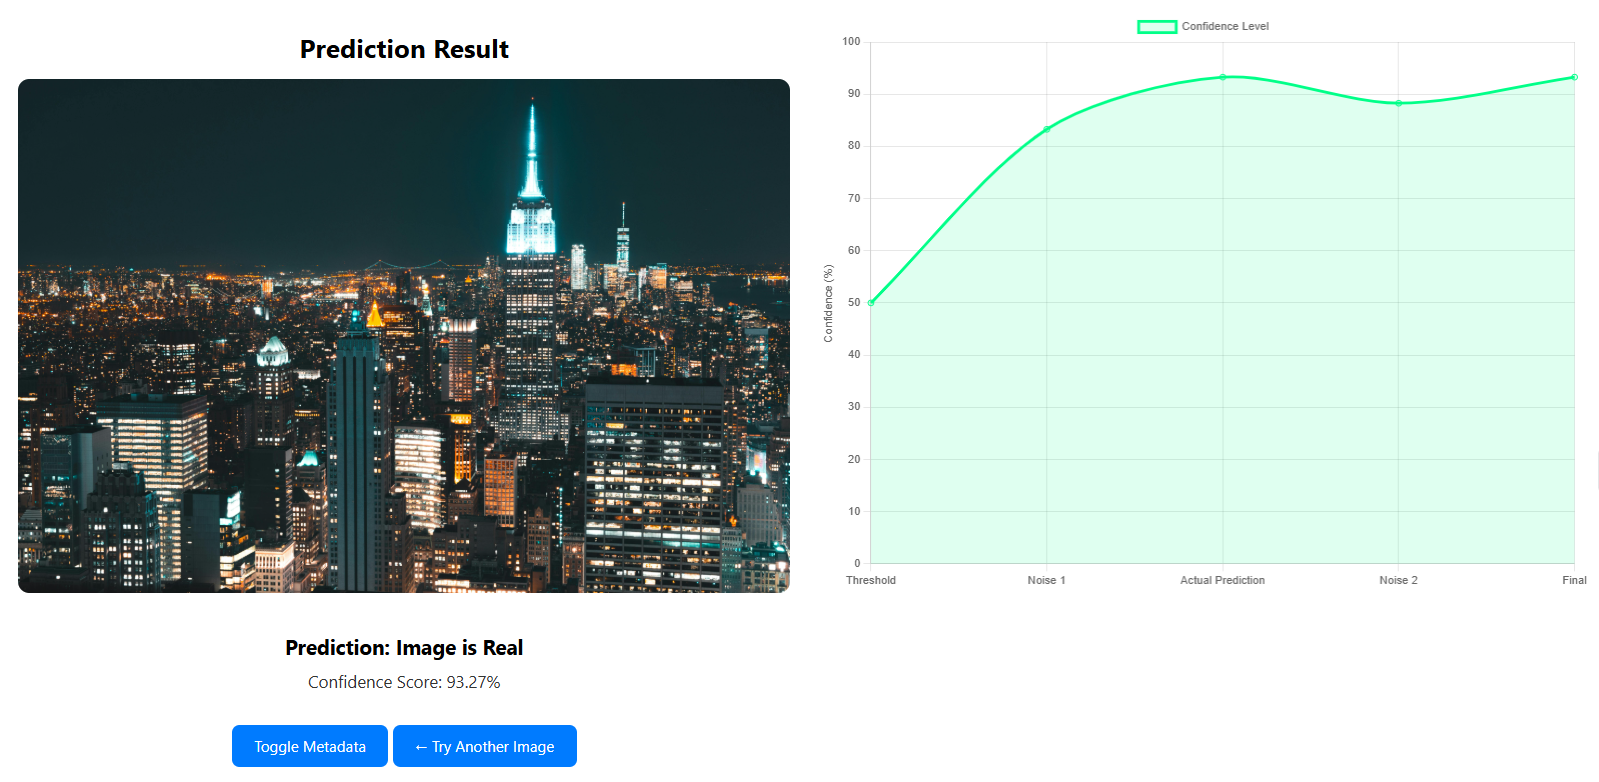 Prediction Result
Prediction: Image is Real
Confidence Score: 93.27%
Toggle Metadata
← Try Another Image
Confidence Level
Confidence (%)
100
90
80
70
60
50
40
30
20
10
0
Threshold
Noise 1
Actual Prediction
Noise 2
Final